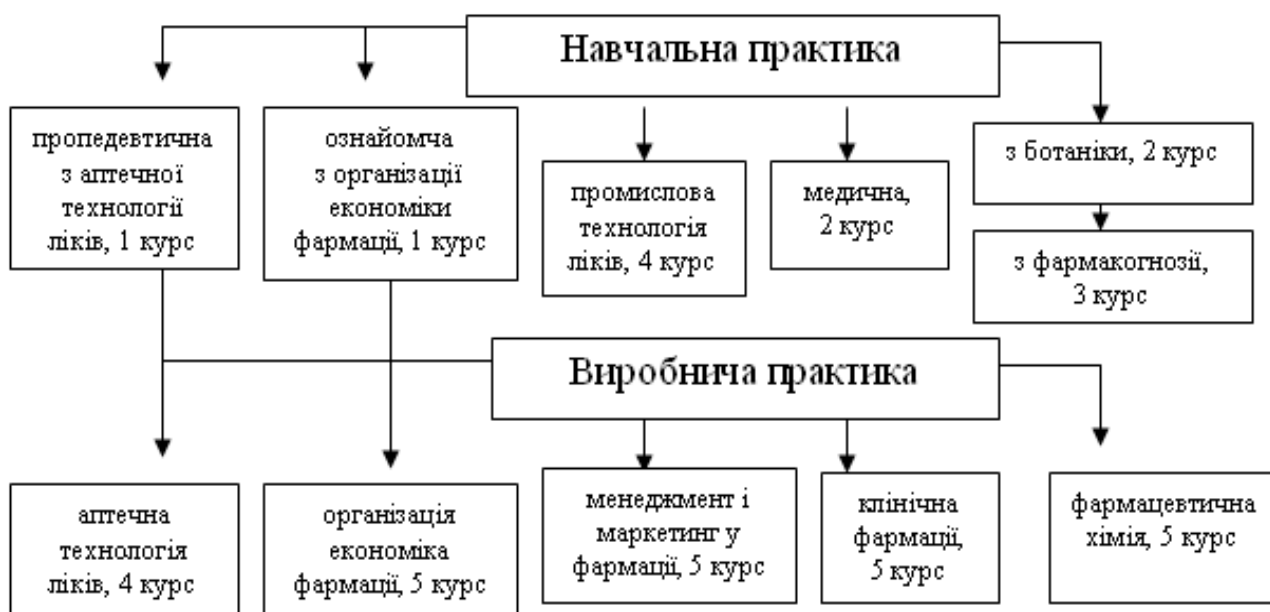 Навчальна практика
пропедевтична
з аптечної
технології
ліків, 1 курс
ознайомча
з організації
економіки
фармації, 1 курс
промислова
технологія
ліків, 4 курс
медична,
2 курс
з ботаніки, 2 курс
з фармакогнозії,
3 курс
Виробнича практика
аптечна
технологія
ліків, 4 курс
організація
економіка
фармації, 5 курс
менеджмент і
маркетинг у
фармації, 5 курс
клінічна
фармації,
5 курс
фармацевтична
хімія, 5 курс